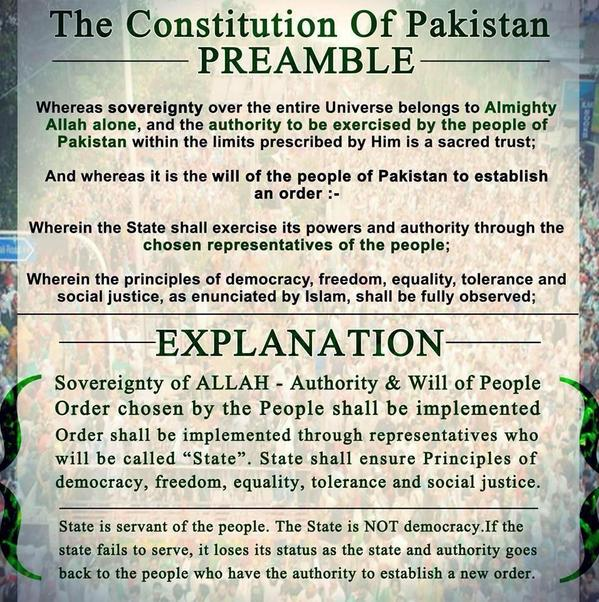 The Constitution Of Pakistan
PREAMBLE
Whereas sovereignty over the entire Universe belongs to Almighty
Allah alone, and the authority to be exercised by the people of
Pakistan within the limits prescribed by Him is a sacred trust;
And whereas it is the will of the people of Pakistan to establish
an order :-
Wherein the State shall exercise its powers and authority through the
chosen representatives of the people;
Wherein the principles of democracy, freedom, equality, tolerance and
social justice, as enunciated by Islam, shall be fully observed;
EXPLANATION
Sovereignty of ALLAH - Authority & Will of People
Order chosen by the People shall be implemented
Order shall be implemented through representatives who
will be called “State”. State shall ensure Principles of
democracy, freedom, equality, tolerance and social justice.
State is servant of the people. The State is NOT democracy.If the
state fails to serve, it loses its status as the state and authority goes
back to the people who have the authority to establish a new order.